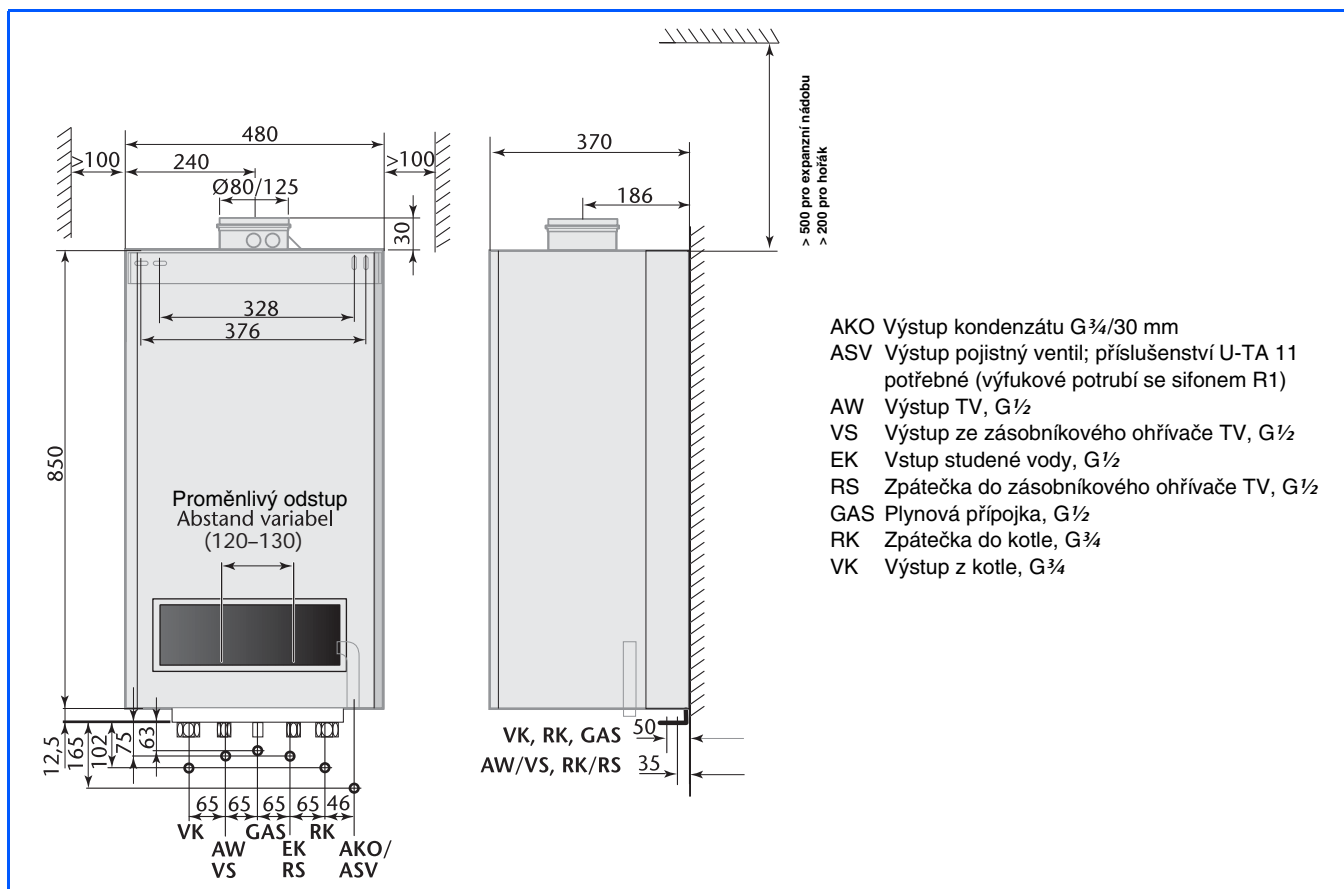 480
>100
240
>100
Ø80/125
30
328
376
850
Proměnlivý odstup
Abstand variabel
(120–130)
12,5
165
102
75
63
65 65 65 65 46
VK GAS RK
AW EK AKO/
VS RS ASV
370
186
> 500 pro expanzní nádobu
> 200 pro hořák
VK, RK, GAS 50
AW/VS, RK/RS 35
AKO Výstup kondenzátu G¾/30 mm
ASV Výstup pojistný ventil; příslušenství U-TA 11
potřebné (výfukové potrubí se sifonem R1)
AW Výstup TV, G½
VS Výstup ze zásobníkového ohřívače TV, G½
EK Vstup studené vody, G½
RS Zpátečka do zásobníkového ohřívače TV, G½
GAS Plynová přípojka, G½
RK Zpátečka do kotle, G¾
VK Výstup z kotle, G¾